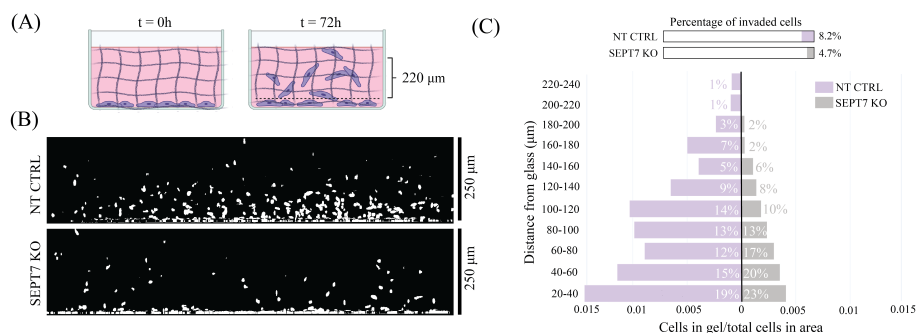 (A)
t = 0h
t = 72h
220 μm
(B)
NT CTRL
250 μm
SEPT7 KO
250 μm
(C)
Percentage of invaded cells
NT CTRL
8.2%
SEPT7 KO
4.7%
NT CTRL
SEPT7 KO
Distance from glass (μm)
220-240
1%
200-220
1%
180-200
3%
2%
160-180
7%
2%
140-160
5%
6%
120-140
9%
8%
100-120
14%
10%
80-100
13%
13%
60-80
12%
17%
40-60
15%
20%
20-40
19%
23%
0.015
0.01
0.005
0
0.005
0.01
0.015
Cells in gel/total cells in area